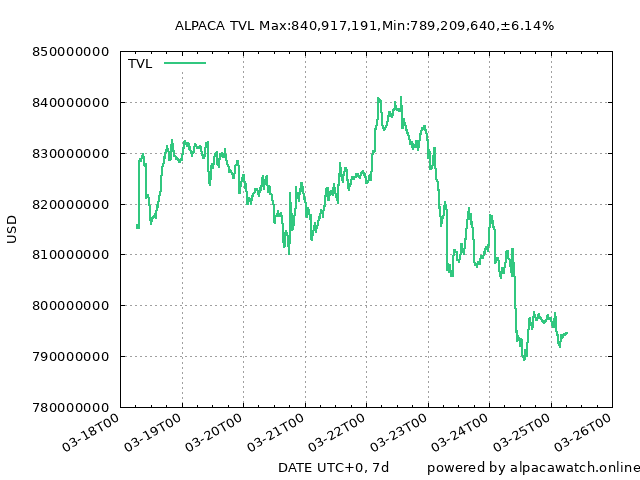 ALPACA TVL Max:840,917,191,Min:789,209,640,±6.14%
850000000
TVL
840000000
830000000
820000000
USD
810000000
800000000
790000000
780000000
03-18T00
03-19T00
03-20T00
03-21T00
03-22T00
03-23T00
03-24T00
03-25T00
03-26T00
DATE UTC+0, 7d
powered by alpacawatch.online